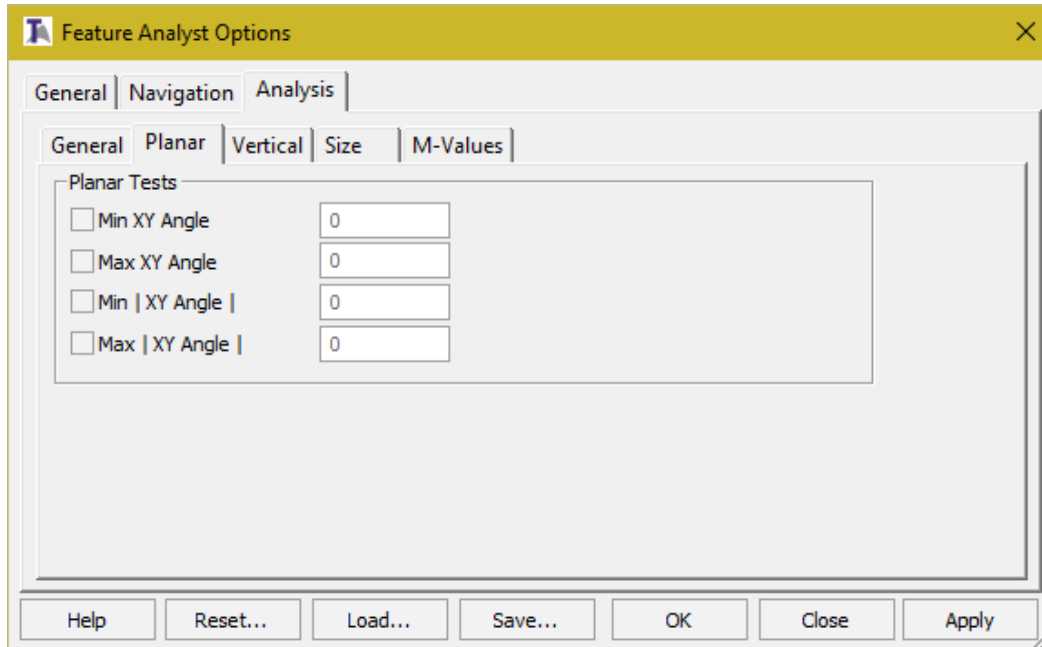 Feature Analyst Options
General Navigation Analysis
General Planar Vertical Size M-Values
Planar Tests
Min XY Angle 0
Max XY Angle 0
Min | XY Angle | 0
Max | XY Angle | 0
Help Reset... Load... Save... OK Close Apply